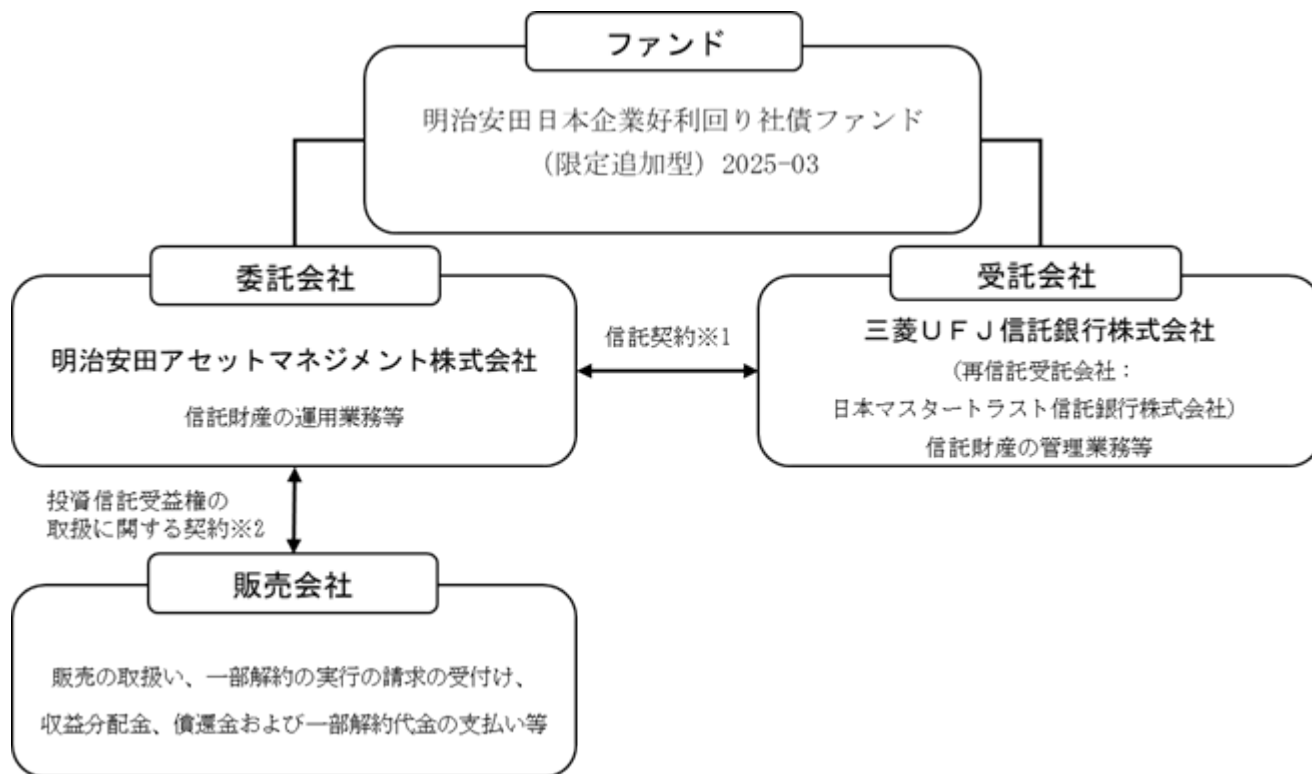 ファンド
明治安田日本企業好利回り社債ファンド
（限定追加型）2025-03
委託会社
明治安田アセットマネジメント株式会社
信託財産の運用業務等
信託契約※1
受託会社
三菱ＵＦＪ信託銀行株式会社
（再信託受託会社：
日本マスタートラスト信託銀行株式会社）
信託財産の管理業務等
投資信託受益権の
取扱に関する契約※2
販売会社
販売の取扱い、一部解約の実行の請求の受付け、
収益分配金、償還金および一部解約代金の支払い等